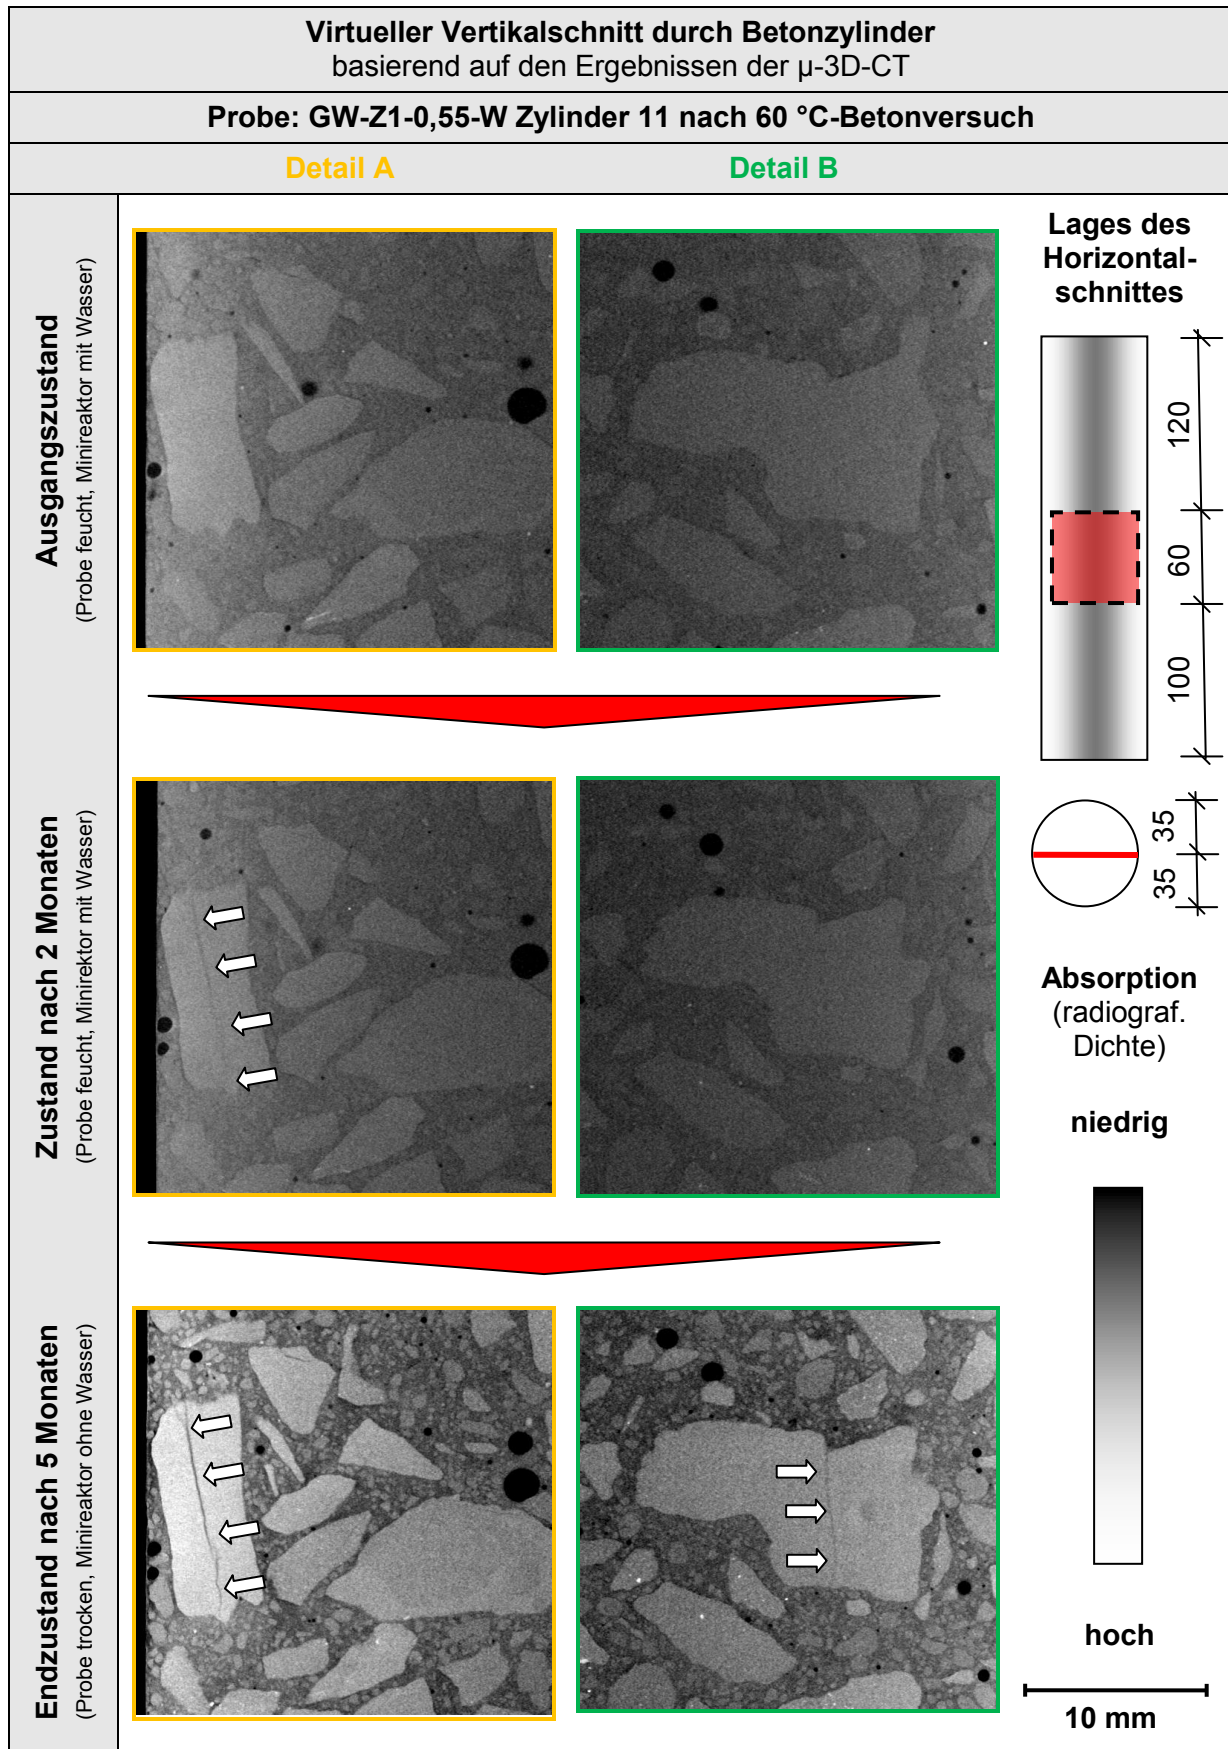 Virtueller Vertikalschnitt durch Betonzylinder
basierend auf den Ergebnissen der µ-3D-CT
Probe: GW-Z1-0,55-W Zylinder 11 nach 60 °C-Betonversuch
Detail A
Detail B
Ausgangszustand
(Probe feucht, Minireaktor mit Wasser)
Lages des
Horizontal-
schnittes
120
60
100
35
35
Zustand nach 2 Monaten
(Probe feucht, Minirektor mit Wasser)
Absorption
(radiograf.
Dichte)
niedrig
hoch
Endzustand nach 5 Monaten
(Probe trocken, Minireaktor ohne Wasser)
10 mm